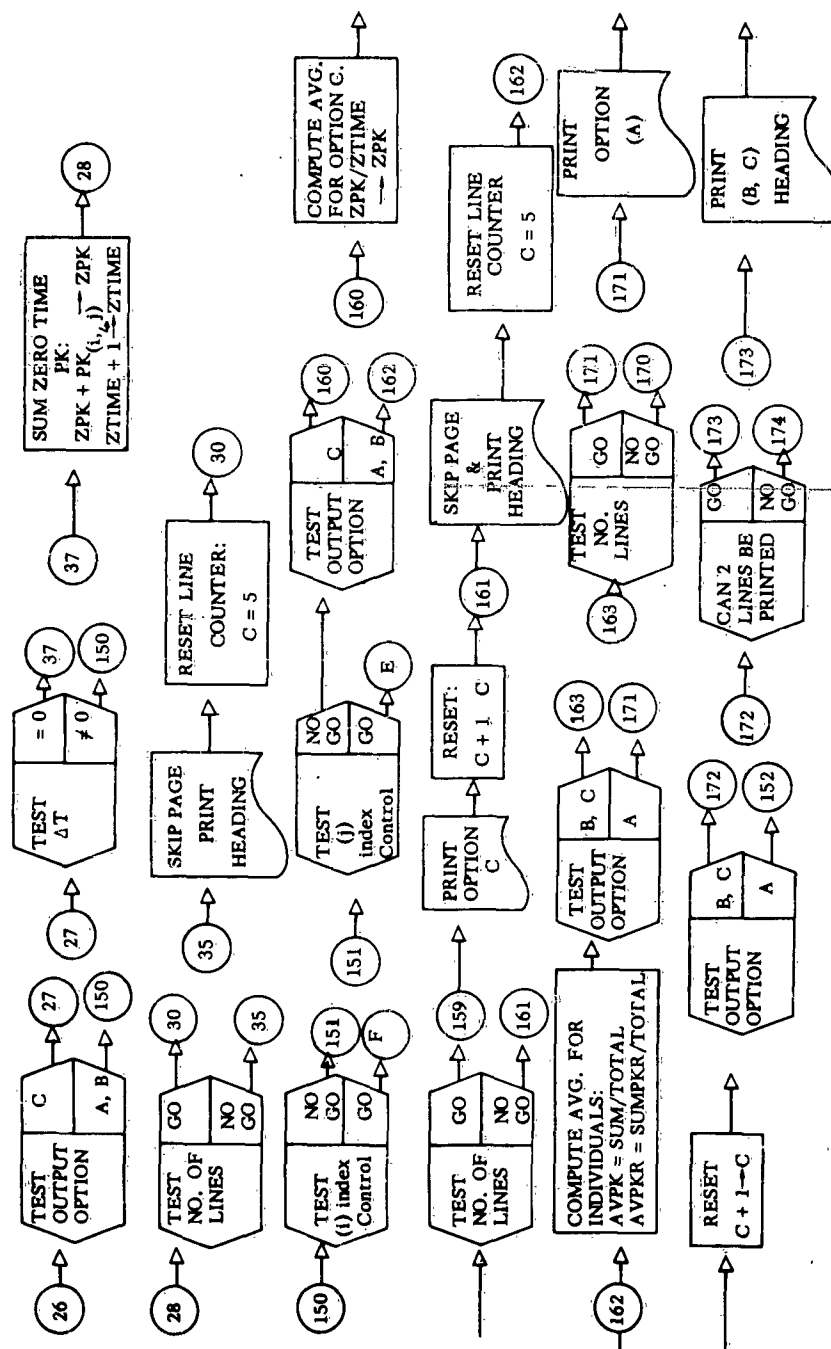 26
TEST
OUTPUT
OPTION
C
A, B
27
150
27
TEST
ΔT
= 0
≠ 0
37
150
37
SUM ZERO TIME
PK:
ZPK + PK(i, j) → ZPK
ZTIME + 1 → ZTIME
28
28
TEST
NO. OF
LINES
GO
NO
GO
30
35
35
SKIP PAGE
PRINT
HEADING
RESET LINE
COUNTER:
C = 5
30
150
TEST
(i) index
Control
NO
GO
GO
151
F
151
TEST
(j)
index
Control
NO
GO
GO
E
TEST
OUTPUT
OPTION
C
A, B
160
162
160
COMPUTE AVG.
FOR OPTION C.
ZPK/ZTIME
→ ZPK
TEST
NO. OF
LINES
GO
NO
GO
159
161
PRINT
OPTION
C
RESET:
C + 1 C
161
SKIP PAGE
&
PRINT
HEADING
RESET LINE
COUNTER
C = 5
162
162
COMPUTE AVG. FOR
INDIVIDUALS:
AVPK = SUM/TOTAL
AVPKR = SUMPKR/TOTAL
TEST
OUTPUT
OPTION
B, C
A
163
171
163
TEST
NO.
LINES
GO
NO
GO
171
170
171
PRINT
OPTION
(A)
RESET
C + 1→C
TEST
OUTPUT
OPTION
B, C
A
172
152
172
CAN 2
LINES BE
PRINTED
GO
NO
GO
173
174
173
PRINT
(B, C)
HEADING